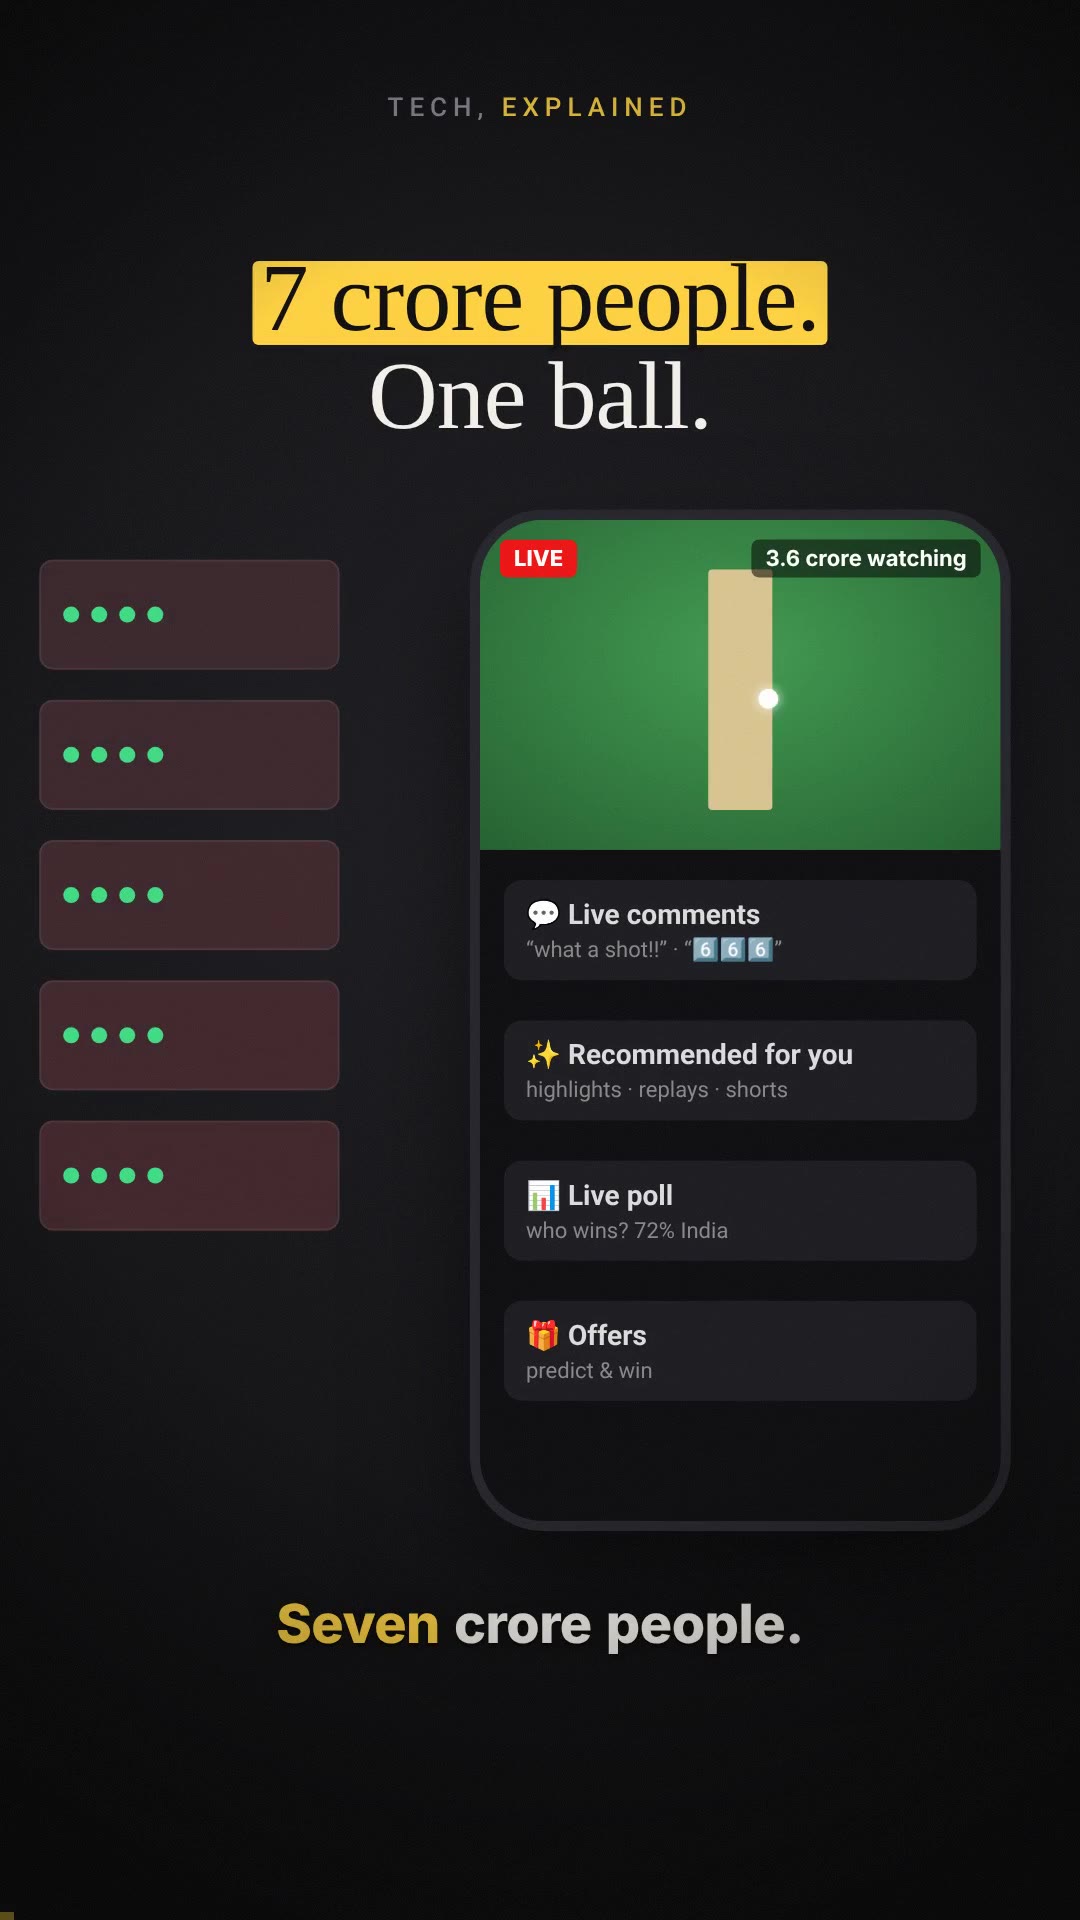 TECH, EXPLAINED
7 crore people.
One ball.
LIVE
3.6 crore watching
💬 Live comments
“what a shot!!” · “6️⃣6️⃣6️⃣”
✨ Recommended for you
highlights · replays · shorts
📊 Live poll
who wins? 72% India
🎁 Offers
predict & win
Seven crore people.